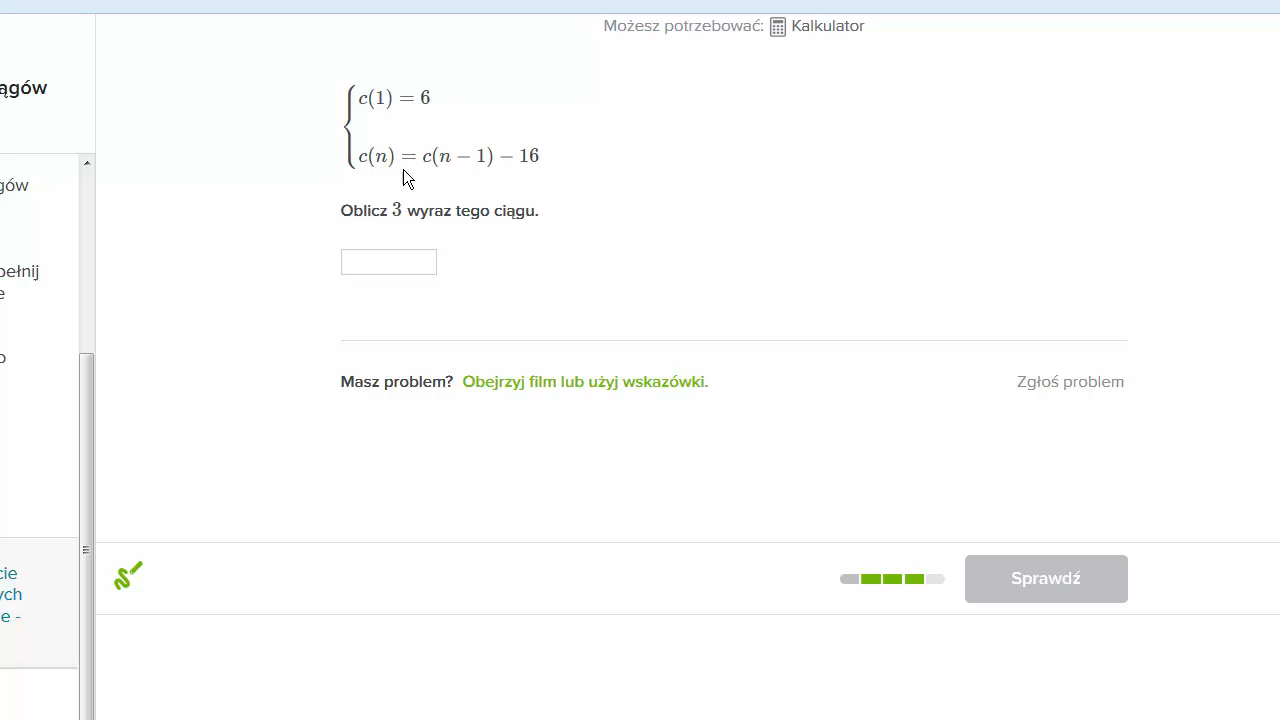 Możesz potrzebować: Kalkulator
ągów
c(1) = 6
c(n) = c(n − 1) − 16
gów
Oblicz 3 wyraz tego ciągu.
pełnij
e
o
Masz problem? Obejrzyj film lub użyj wskazówki. Zgłoś problem
cie
ych
e -
Sprawdź